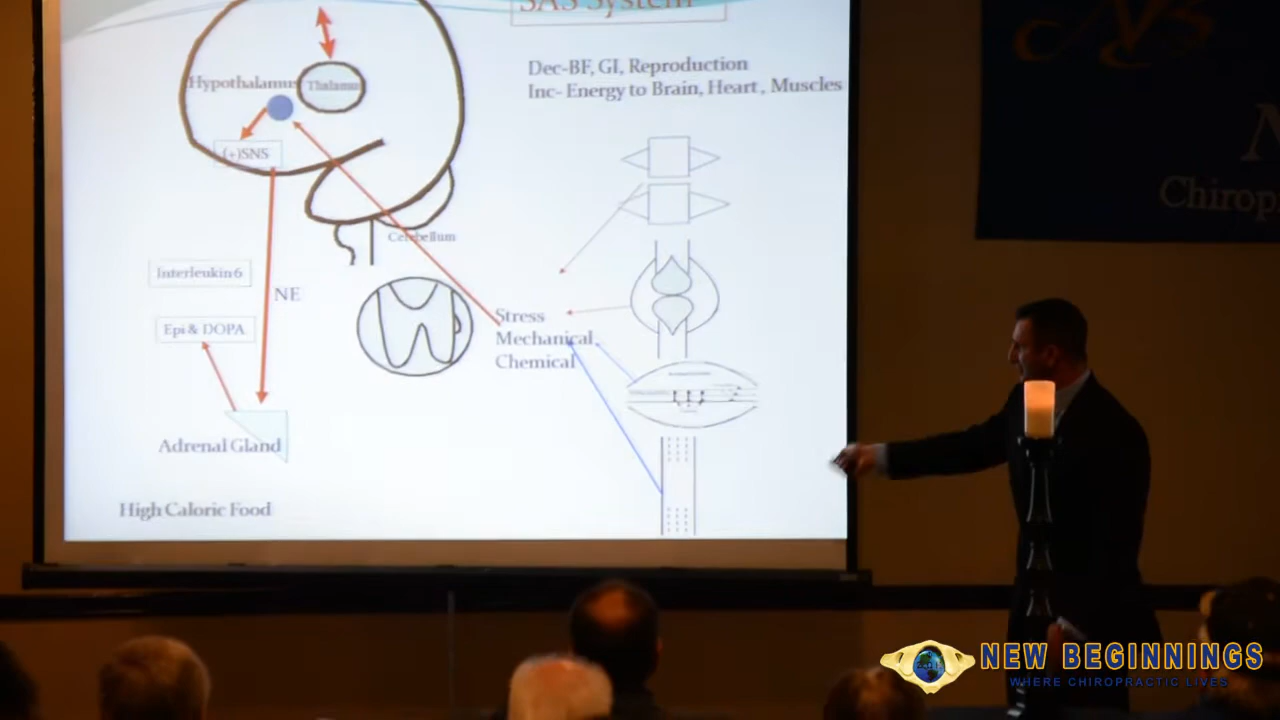 SAS System
Dec-BF, GI, Reproduction
Inc- Energy to Brain, Heart, Muscles
Hypothalamus
Thalamus
(+)SNS
Cerebellum
Interleukin 6
NE
Epi & DOPA
Stress
Mechanical,
Chemical
Adrenal Gland
High Caloric Food
Chirop
NEW BEGINNINGS
WHERE CHIROPRACTIC LIVES